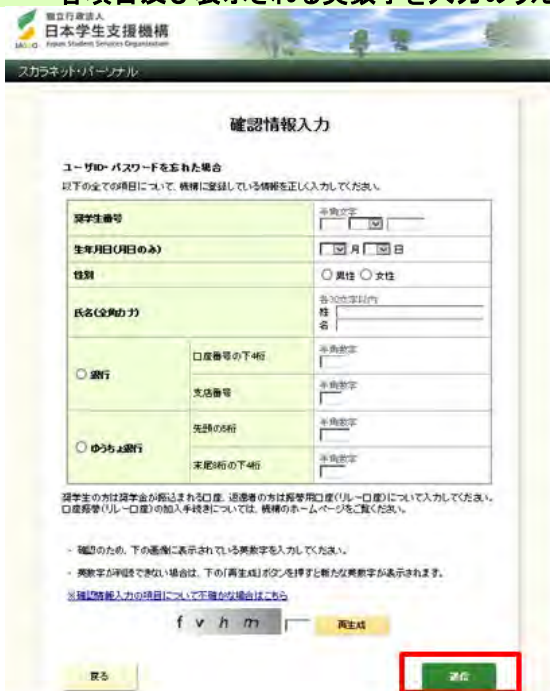 各項目及び表示される英数字を入力のうえ
独立行政法人
日本学生支援機構
JASSO Japan Student Services Organization
スカラネット・パーソナル
確認情報入力
ユーザID・パスワードを忘れた場合
以下の全ての項目について、機構に登録している情報を正しく入力してください。
奨学生番号
半角文字
生年月日(月日のみ)
月 日
性別
男性 女性
氏名(全角カナ)
各30文字以内
姓
名
銀行
口座番号の下4桁
半角数字
支店番号
半角数字
ゆうちょ銀行
先頭の5桁
半角数字
末尾8桁の下4桁
半角数字
奨学生の方は奨学金が振込まれる口座、返還者の方は振替用口座(リレー口座)について入力してください。
口座振替(リレー口座)の加入手続きについては、機構のホームページをご覧ください。
・ 確認のため、下の画像に表示されている英数字を入力してください。
・ 英数字が判読できない場合は、下の「再生成」ボタンを押すと新たな英数字が表示されます。
※確認情報入力の項目について不確かな場合はこちら
f v h m 再生成
戻る 送信